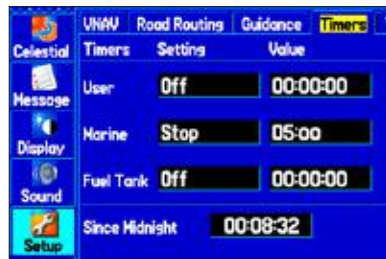 VNAV Road Routing Guidance Timers
Celestial
Timers Setting Value
Message
User Off 00:00:00
Display
Marine Stop 05:00
Sound
Fuel Tank Off 00:00:00
Setup
Since Midnight 00:08:32